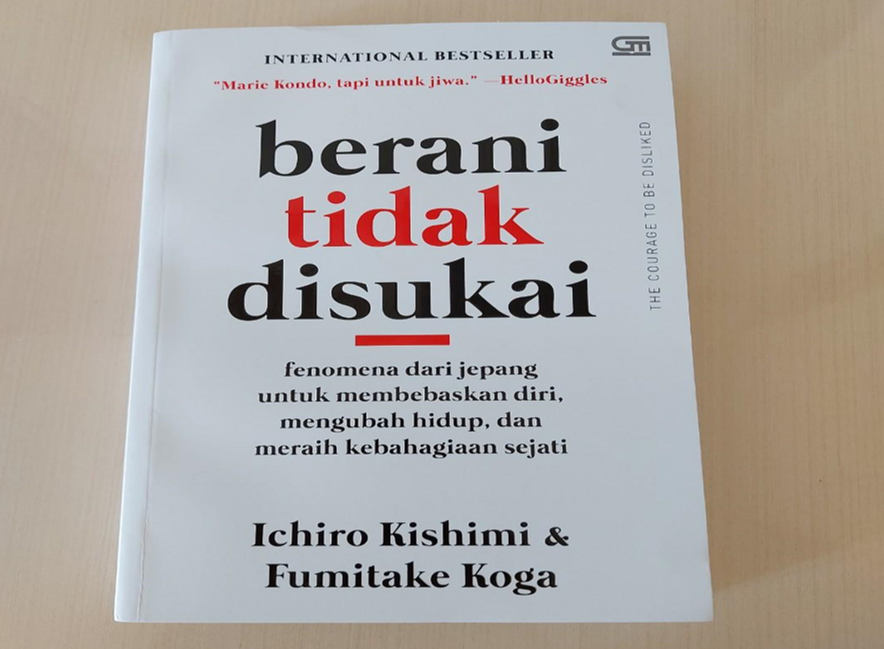 INTERNATIONAL BESTSELLER
"Marie Kondo, tapi untuk jiwa." —HelloGiggles
berani
tidak
disukai
fenomena dari jepang
untuk membebaskan diri,
mengubah hidup, dan
meraih kebahagiaan sejati
Ichiro Kishimi &
Fumitake Koga
THE COURAGE TO BE DISLIKED
GM